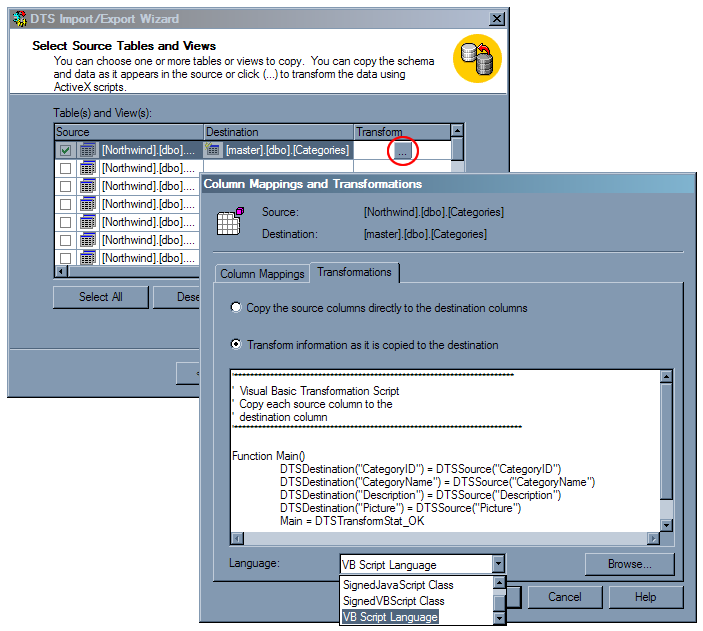 DTS Import/Export Wizard
Select Source Tables and Views
You can choose one or more tables or views to copy. You can copy the schema
and data as it appears in the source or click (...) to transform the data using
ActiveX scripts.
Table(s) and View(s):
Source Destination Transform
[Northwind].[dbo].... [master].[dbo].[Categories] ...
[Northwind].[dbo]....
[Northwind].[dbo]....
[Northwind].[dbo]....
[Northwind].[dbo]....
[Northwind].[dbo]....
[Northwind].[dbo]....
Select All
Dese
Column Mappings and Transformations
Source: [Northwind].[dbo].[Categories]
Destination: [master].[dbo].[Categories]
Column Mappings Transformations
Copy the source columns directly to the destination columns
Transform information as it is copied to the destination
' Visual Basic Transformation Script
' Copy each source column to the
' destination column
Function Main()
DTSDestination("CategoryID") = DTSSource("CategoryID")
DTSDestination("CategoryName") = DTSSource("CategoryName")
DTSDestination("Description") = DTSSource("Description")
DTSDestination("Picture") = DTSSource("Picture")
Main = DTSTransformStat_OK
Language: VB Script Language Browse...
SignedJavaScript Class
SignedVBScript Class
VB Script Language
Cancel Help